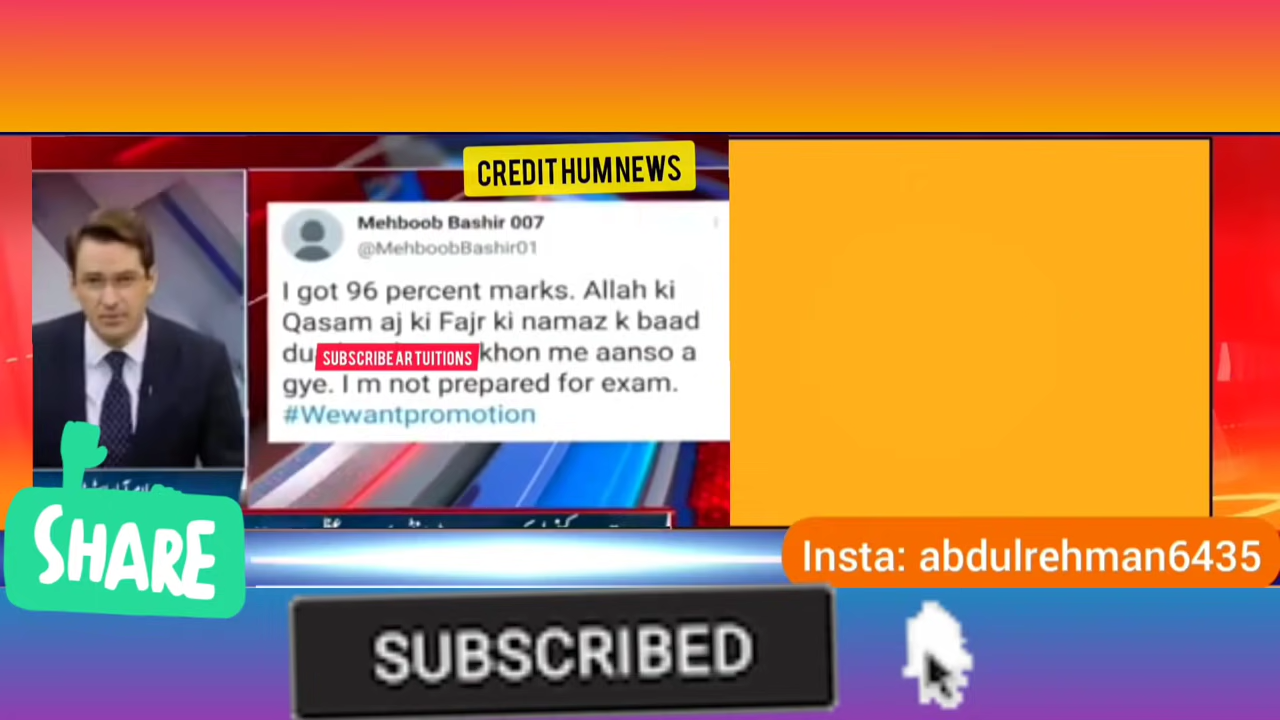 CREDIT HUM NEWS
Mehboob Bashir 007
@MehboobBashir01
I got 96 percent marks. Allah ki
Qasam aj ki Fajr ki namaz k baad
du
SUBSCRIBE AR TUITIONS
khon me aanso a
gye. I m not prepared for exam.
#Wewantpromotion
SHARE
Insta: abdulrehman6435
SUBSCRIBED